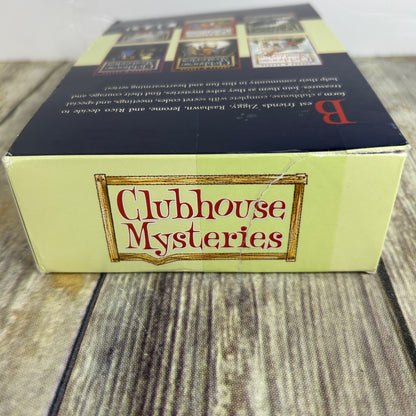 Clubhouse
Mysteries
Best friends Ziggy, Rashawn, Jerome, and Rico decide to
form a clubhouse, complete with secret codes, meetings, and special
treasures. Join them as they solve mysteries, find their courage, and
help their community in this fun and heartwarming series!